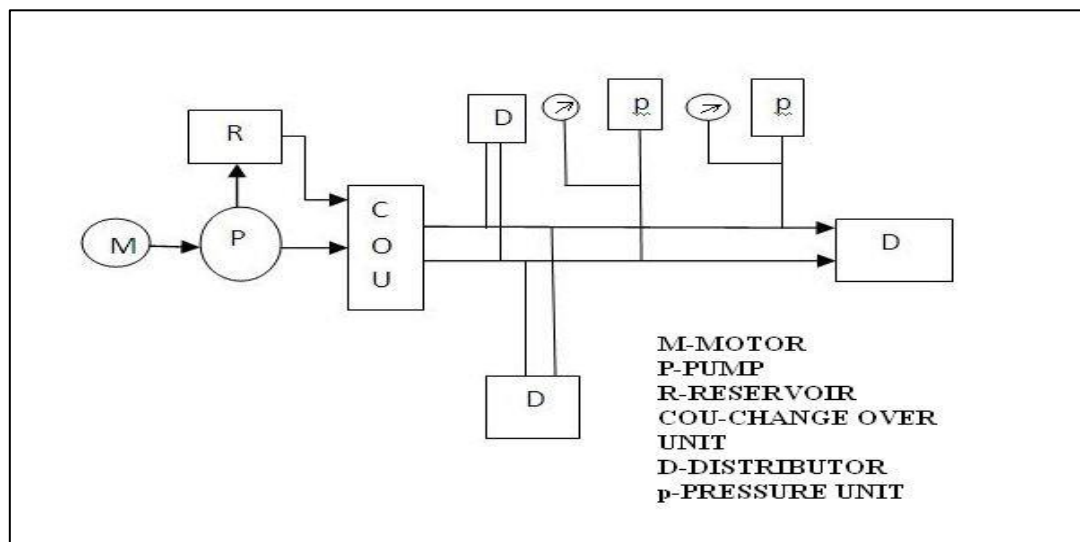 D
p
p
R
C
O
U
M
P
D
D
M-MOTOR
P-PUMP
R-RESERVOIR
COU-CHANGE OVER
UNIT
D-DISTRIBUTOR
p-PRESSURE UNIT